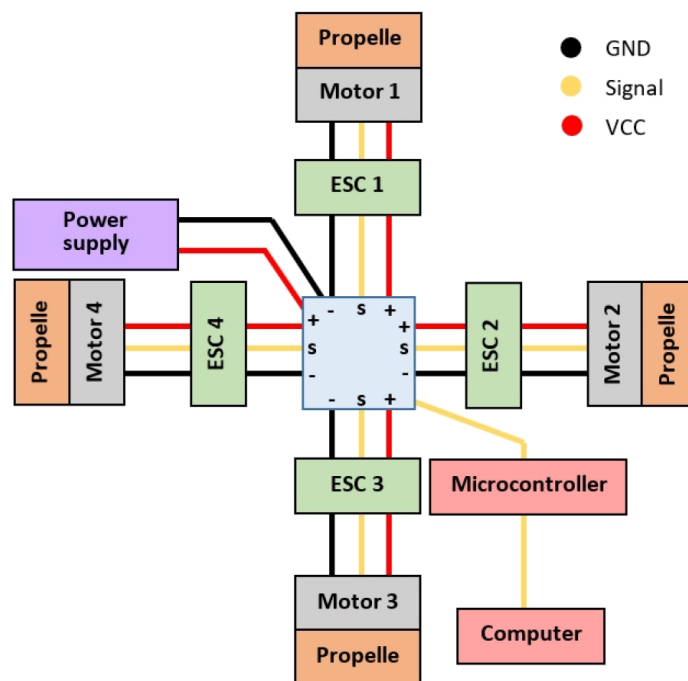 Propelle
Motor 1
GND
Signal
VCC
ESC 1
Power
supply
- s +
+ +
s s
- -
- s +
Propelle
Motor 4
ESC 4
ESC 2
Motor 2
Propelle
ESC 3
Microcontroller
Motor 3
Propelle
Computer